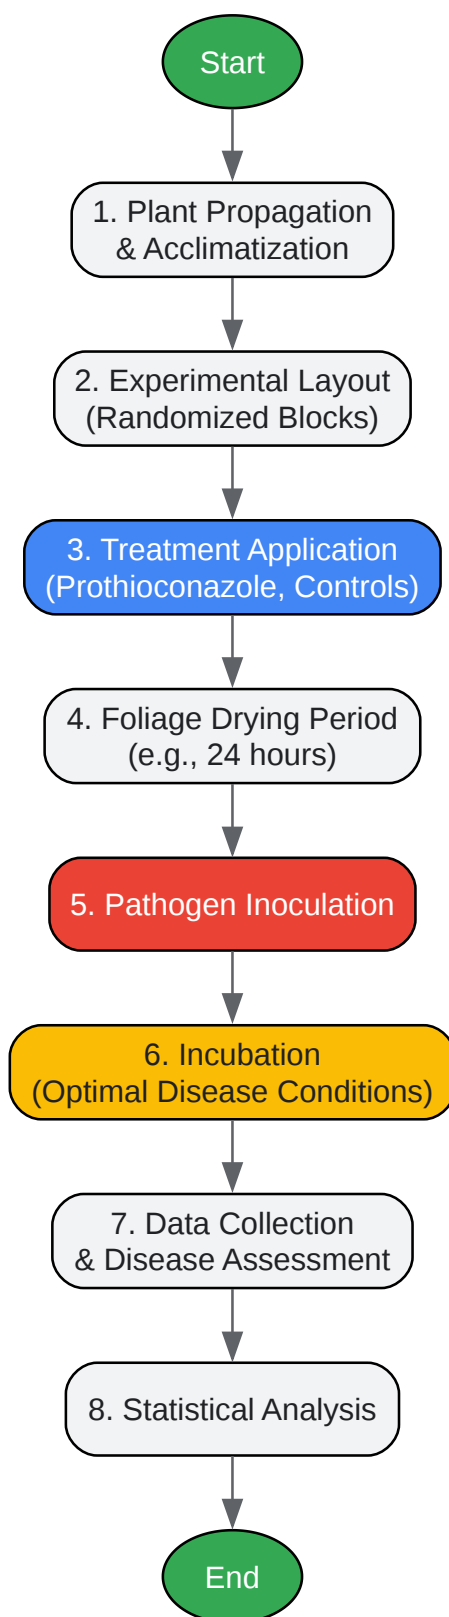 Start
1. Plant Propagation
& Acclimatization
2. Experimental Layout
(Randomized Blocks)
3. Treatment Application
(Prothioconazole, Controls)
4. Foliage Drying Period
(e.g., 24 hours)
5. Pathogen Inoculation
6. Incubation
(Optimal Disease Conditions)
7. Data Collection
& Disease Assessment
8. Statistical Analysis
End